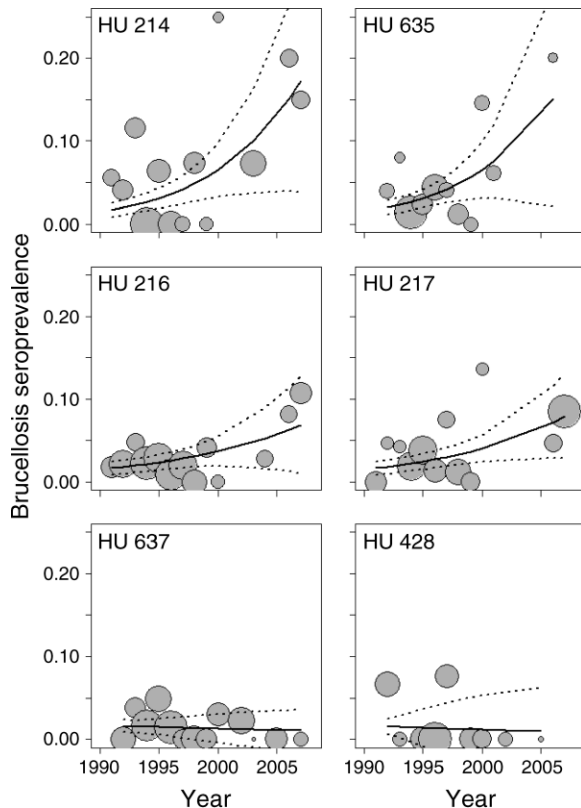 HU 214
HU 635
0.20
0.10
0.00
HU 216
HU 217
0.20
0.10
0.00
HU 637
HU 428
0.20
0.10
0.00
Brucellosis seroprevalence
1990 1995 2000 2005
1990 1995 2000 2005
Year
Year